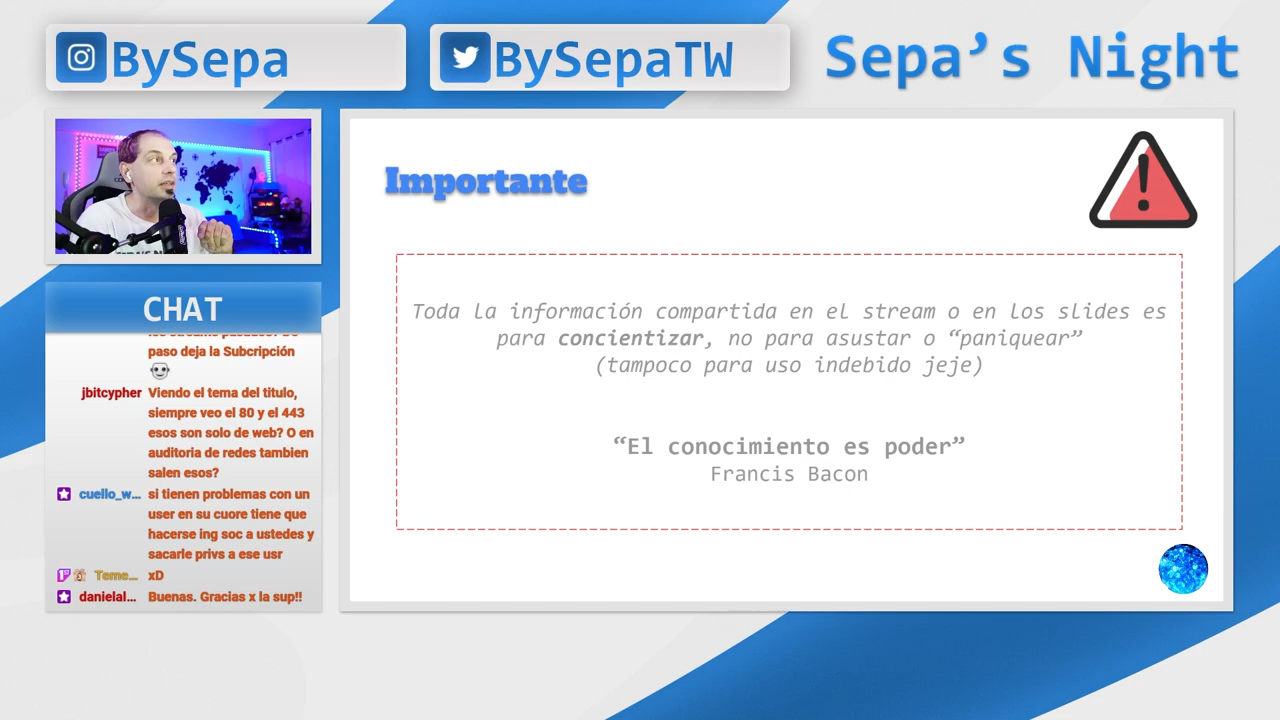 BySepa
BySepaTW
Sepa’s Night
CHAT
paso deja la Subcripción
jbitcypher Viendo el tema del titulo,
siempre veo el 80 y el 443
esos son solo de web? O en
auditoria de redes tambien
salen esos?
cuello_w... si tienen problemas con un
user en su cuore tiene que
hacerse ing soc a ustedes y
sacarle privs a ese usr
Teme... xD
danielal... Buenas. Gracias x la sup!!
Importante
Toda la información compartida en el stream o en los slides es
para concientizar, no para asustar o “paniquear”
(tampoco para uso indebido jeje)
“El conocimiento es poder”
Francis Bacon